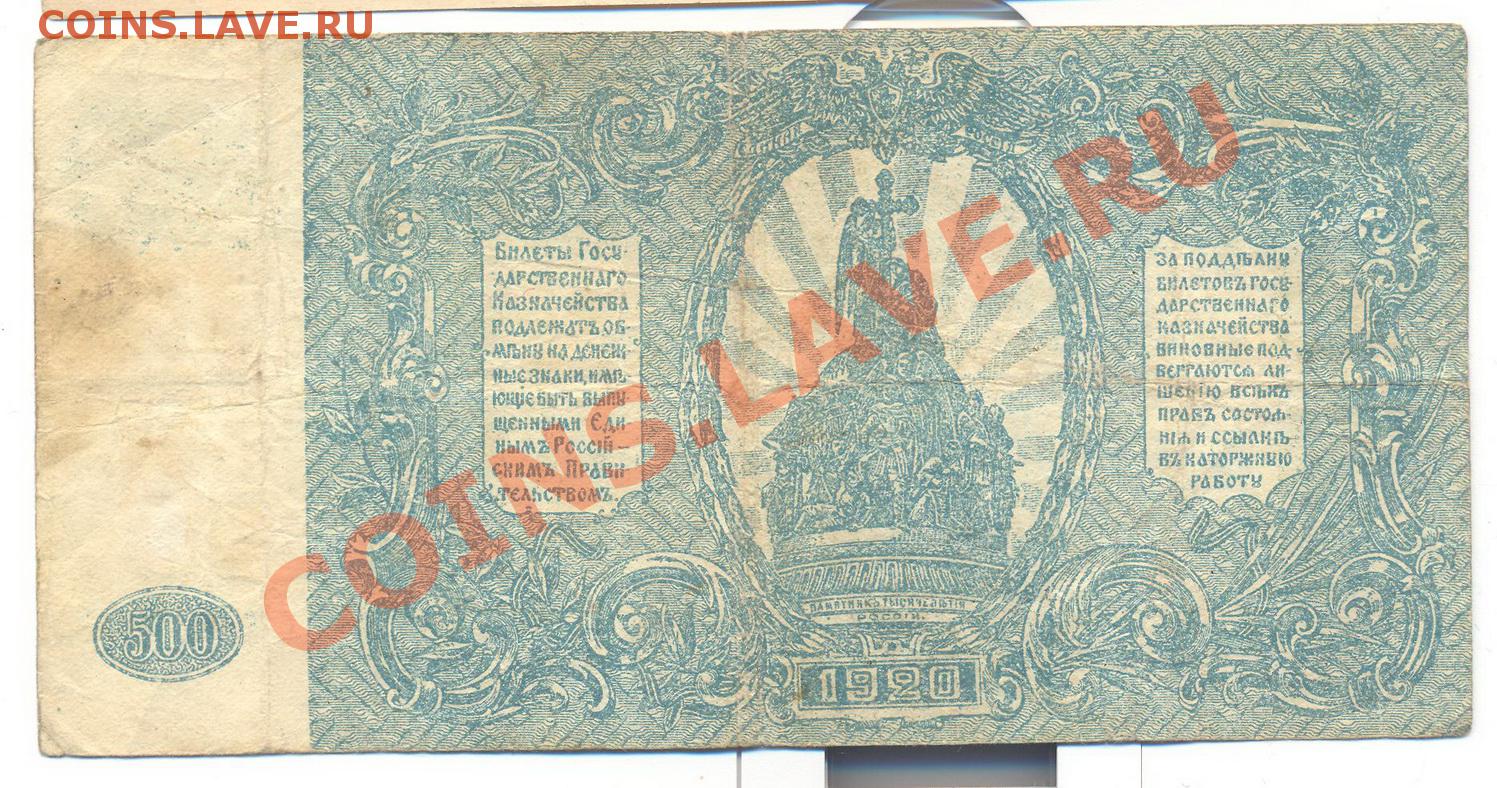 COINS.LAVE.RU
Билеты Госу-
дарственнаго
Казначейства
подлежатъ об-
мѣну на денеж-
ные знаки, имѣ
ющіе быть выпу
щенными Еди
нымъ Россій-
скимъ Прави
тельствомъ.
за поддѣлки
билетовъ Госу-
дарственнаго
казначейства
виновные под-
вергаются ли-
шенію всѣхъ
правъ состоя-
нія и ссылкѣ
въ каторжную
работу
COINS.LAVE.RU
Памятникъ тысячелѣтія
Россіи.
500
1920